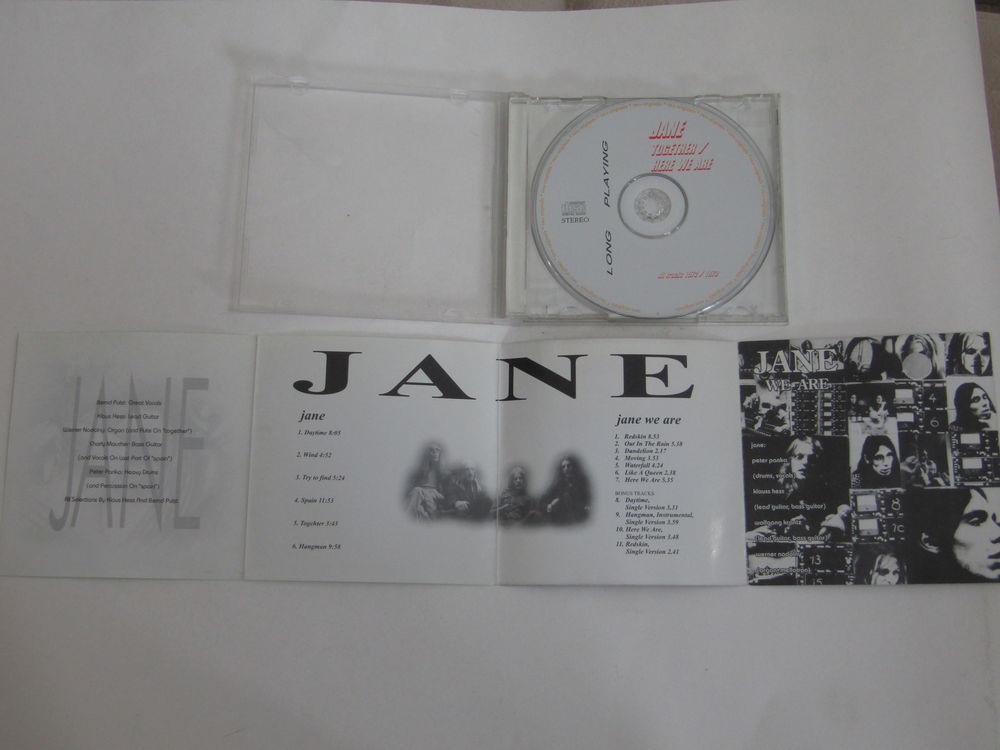 JANE
TOGETHER /
HERE WE ARE
LONG PLAYING
STEREO
JANE
JANE
Bernd Pulst: Great Vocals
Klaus Hess: Lead Guitar
Werner Nadolny: Organ (and Flute On "together")
Charly Maucher: Bass Guitar
(and Vocals On Last Part Of "spain")
Peter Panka: Heavy Drums
(and Percussion On "spain")
All Selections By Klaus Hess And Bernd Pulst.
JANE
jane
1. Daytime 8:05
2. Wind 4:52
3. Try to find 5:24
4. Spain 11:53
5. Togehter 3:43
6. Hangman 9:58
jane we are
1. Redskin 8.53
2. Out In The Rain 5.38
3. Dandelion 2.17
4. Moving 3.53
5. Waterfall 4.24
6. Like A Queen 2.38
7. Here We Are 5.35
BONUS TRACKS
8. Daytime,
Single Version 3.31
9. Hangman, Instrumental,
Single Version 3.59
10. Here We Are,
Single Version 3.48
11. Redskin,
Single Version 2.41
JANE
WE ARE
jane:
peter panka
(drums, vocals)
klaus hess
(lead guitar, bass guitar)
wolfgang krantz
(lead guitar, bass guitar)
werner nadolny